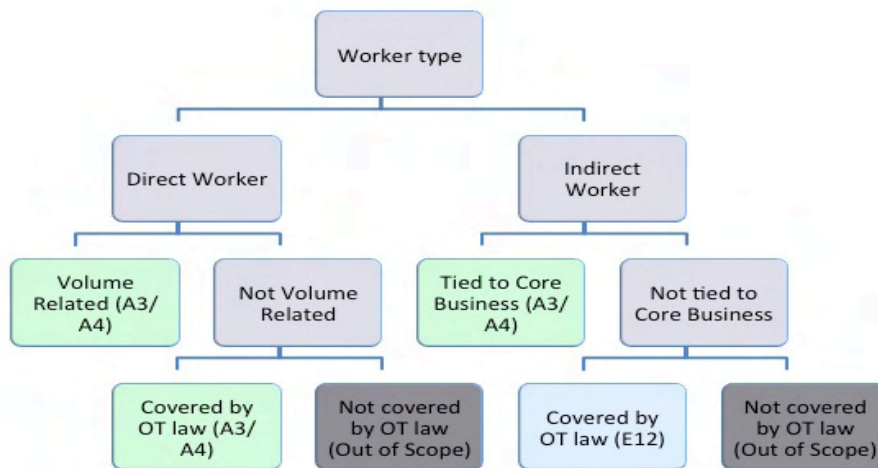 Worker type
Direct Worker
Indirect
Worker
Volume
Related (A3/
A4)
Not Volume
Related
Tied to Core
Business (A3/
A4)
Not tied to
Core Business
Covered by
OT law (A3/
A4)
Not covered
by OT law
(Out of Scope)
Covered by
OT law (E12)
Not covered
by OT law
(Out of Scope)